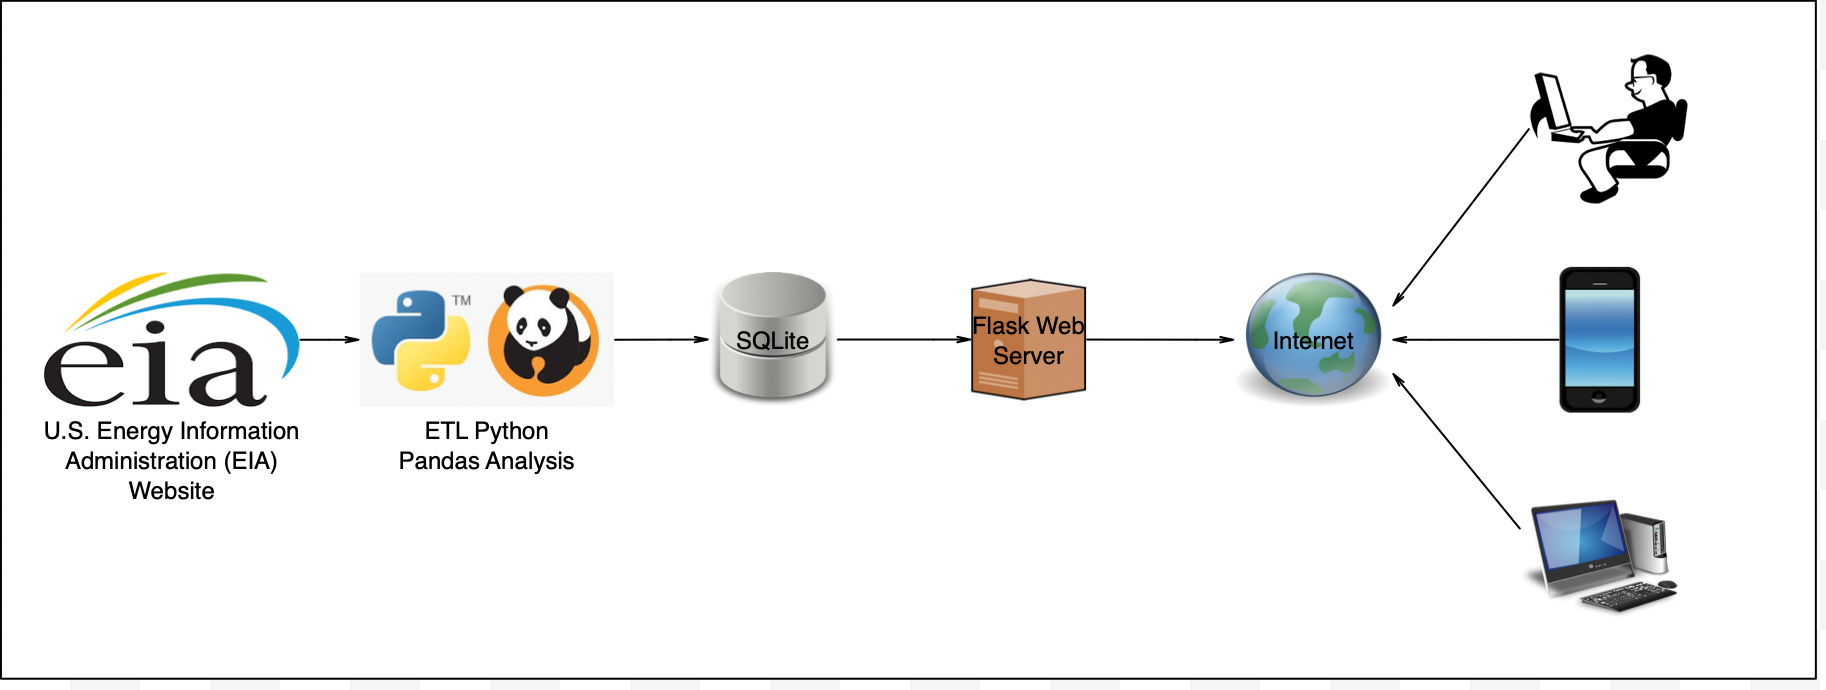 eia
U.S. Energy Information
Administration (EIA)
Website
TM
ETL Python
Pandas Analysis
SQLite
Flask Web
Server
Internet